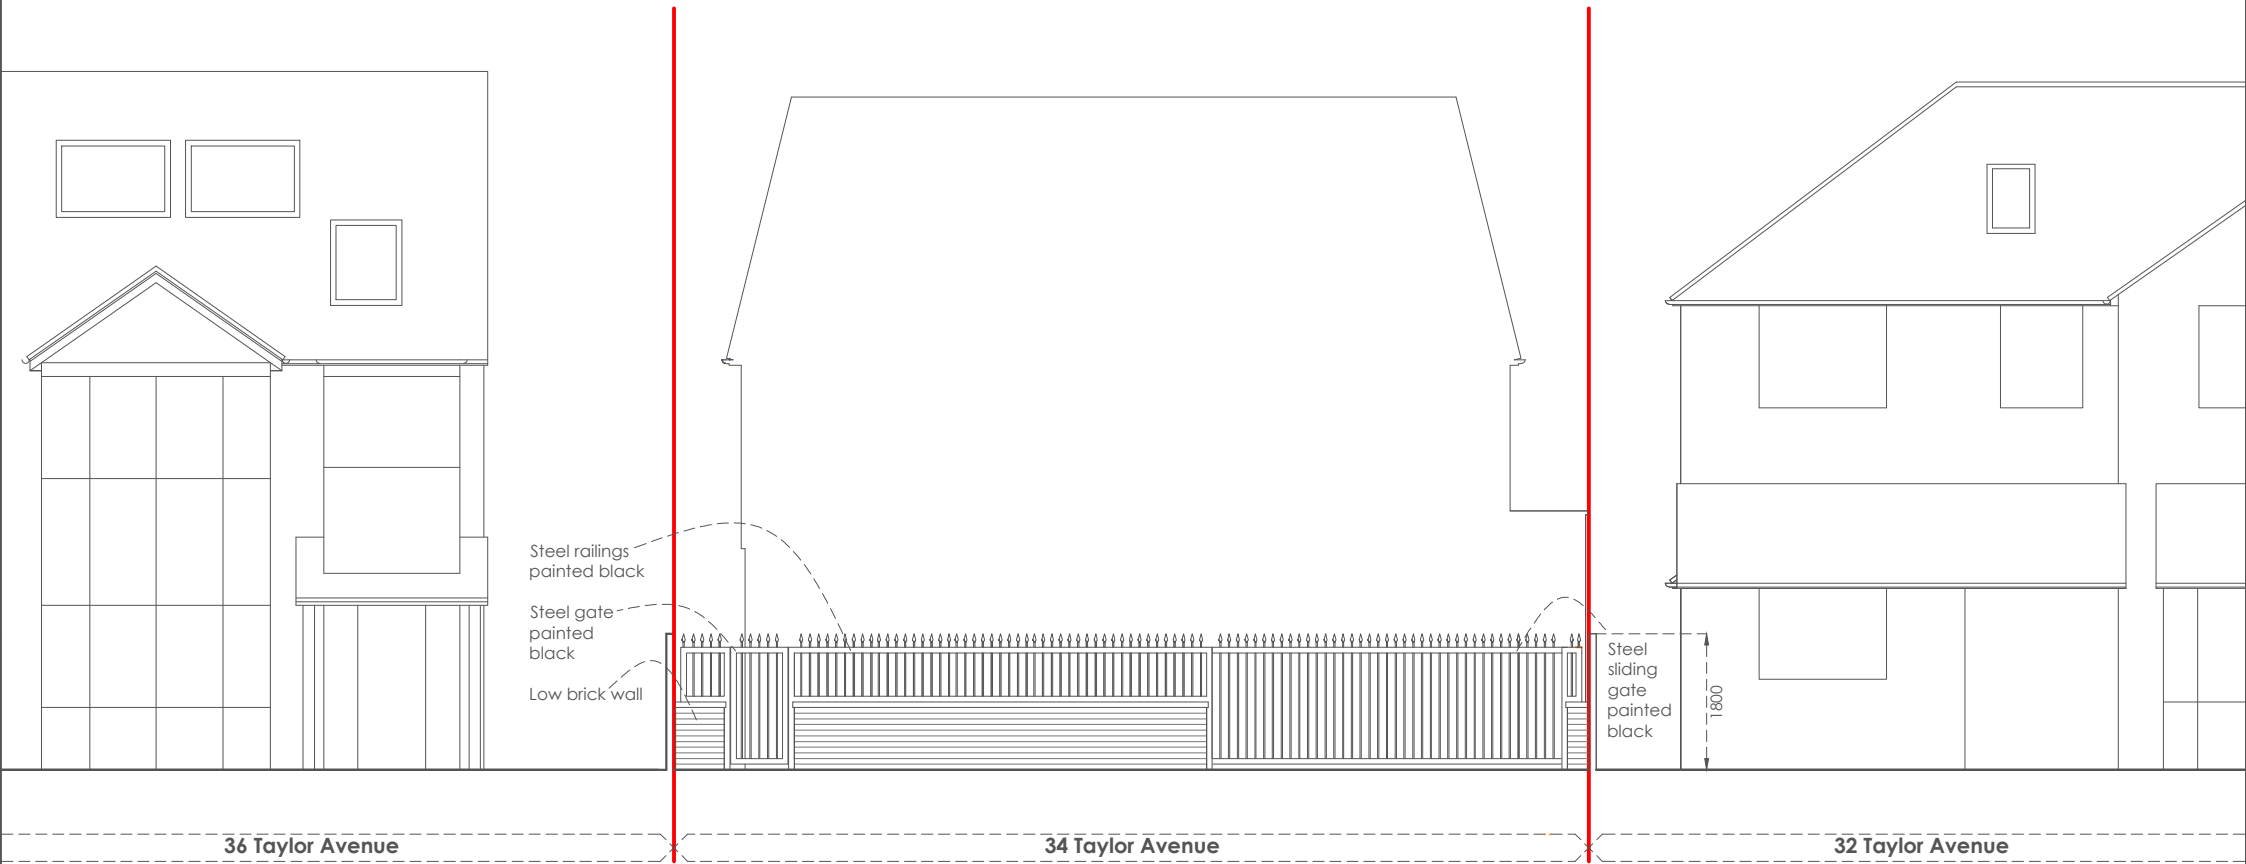 Steel railings
painted black
Steel gate
painted
black
Low brick wall
Steel
sliding
gate
painted
black
1800
36 Taylor Avenue
34 Taylor Avenue
32 Taylor Avenue